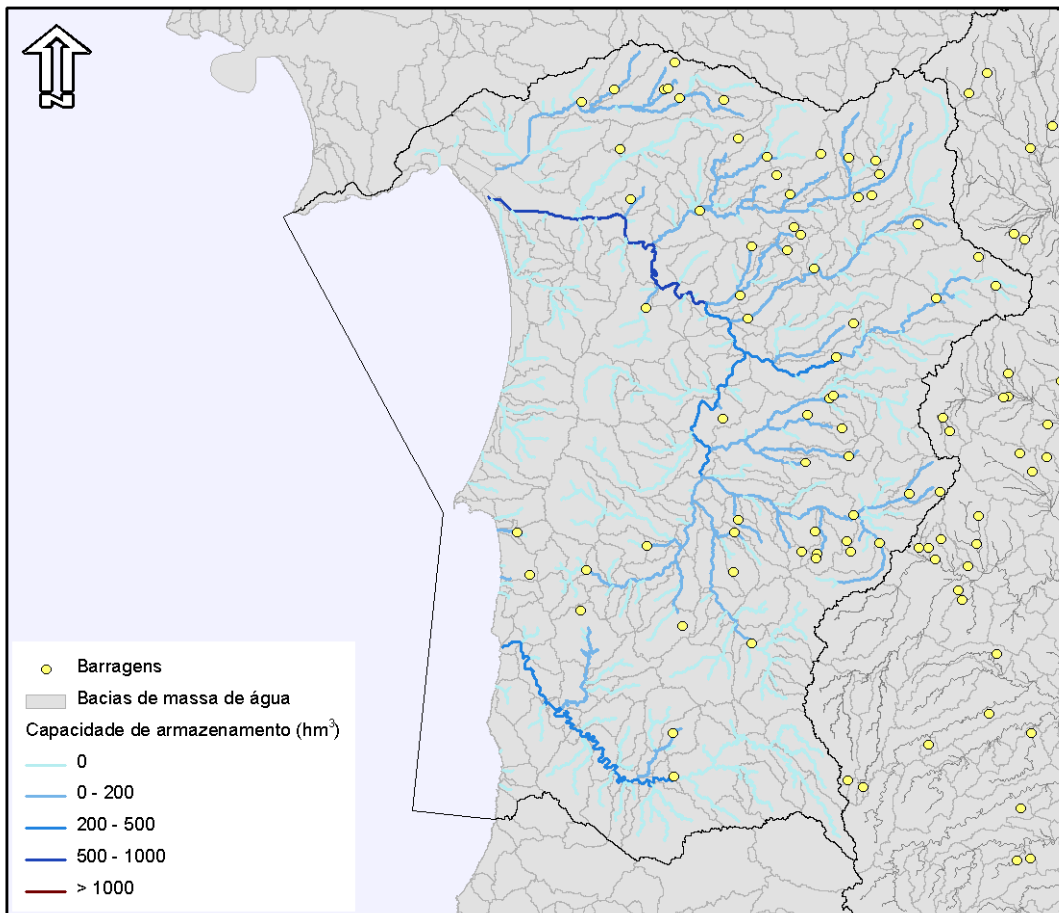 N
Barragens
Bacias de massa de água
Capacidade de armazenamento (hm³)
0
0 - 200
200 - 500
500 - 1000
> 1000